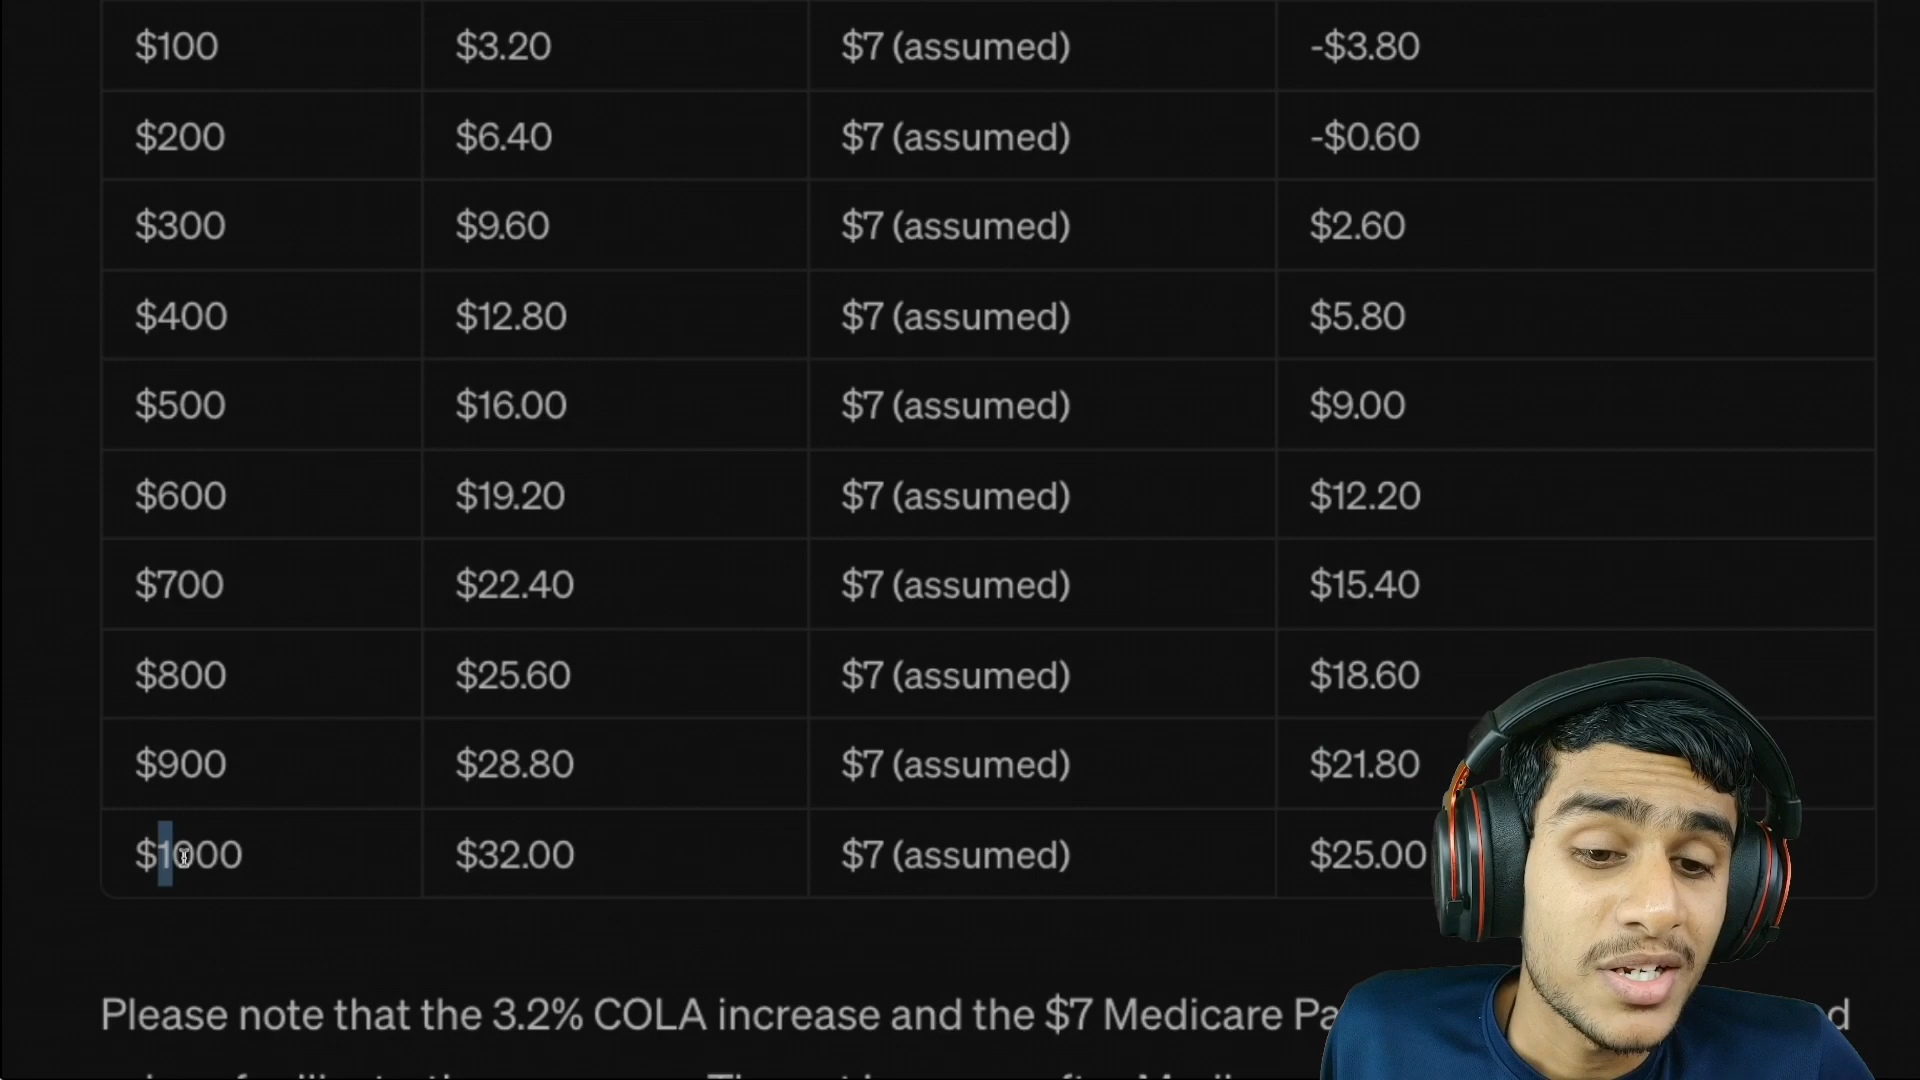 $100 $3.20 $7 (assumed) -$3.80
$200 $6.40 $7 (assumed) -$0.60
$300 $9.60 $7 (assumed) $2.60
$400 $12.80 $7 (assumed) $5.80
$500 $16.00 $7 (assumed) $9.00
$600 $19.20 $7 (assumed) $12.20
$700 $22.40 $7 (assumed) $15.40
$800 $25.60 $7 (assumed) $18.60
$900 $28.80 $7 (assumed) $21.80
$1000 $32.00 $7 (assumed) $25.00
Please note that the 3.2% COLA increase and the $7 Medicare